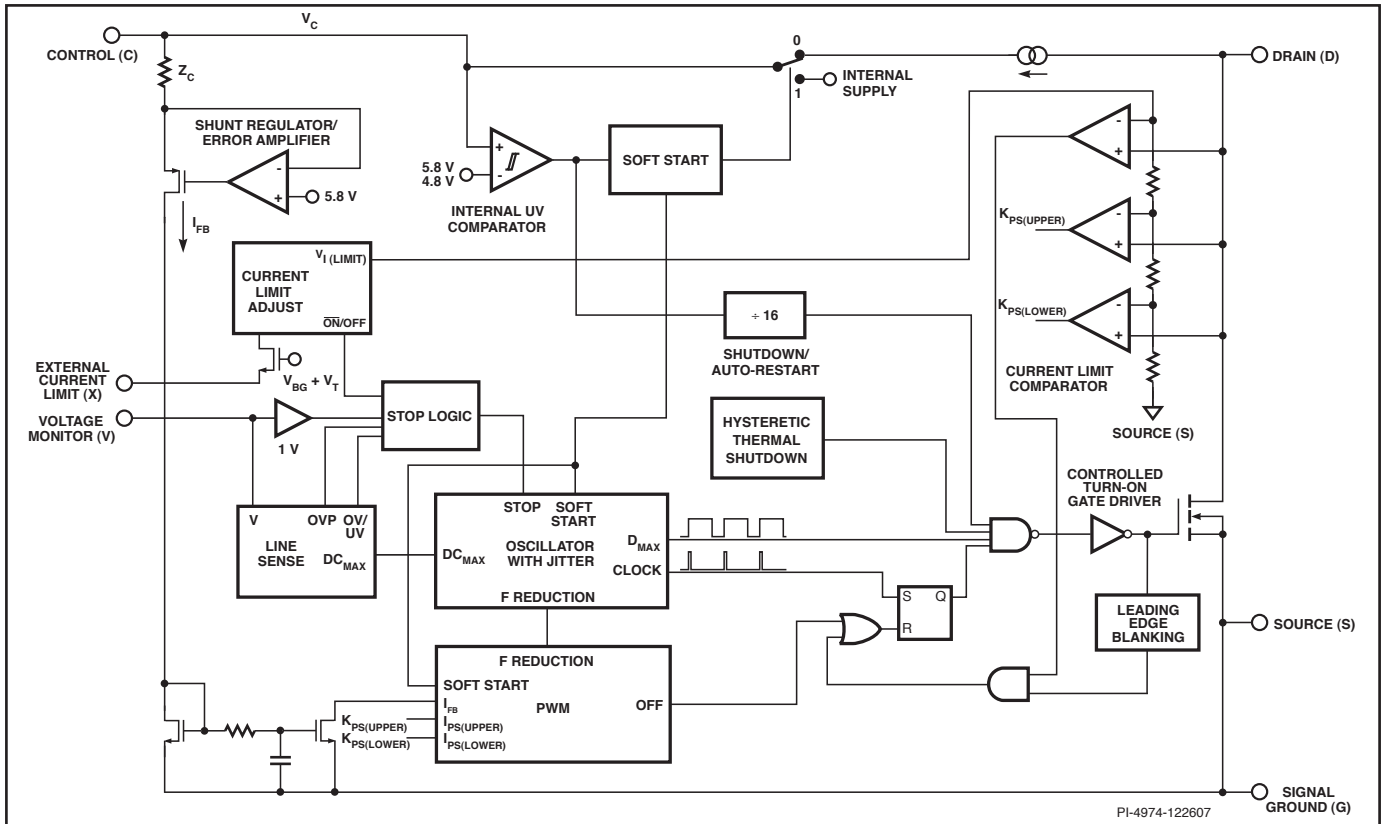 V_C
0
CONTROL (C)
DRAIN (D)
Z_C
INTERNAL
SUPPLY
1
SHUNT REGULATOR/
ERROR AMPLIFIER
-
+
5.8 V
I_FB
+
-
5.8 V
4.8 V
INTERNAL UV
COMPARATOR
SOFT START
-
+
K_PS(UPPER)
-
+
K_PS(LOWER)
-
+
CURRENT LIMIT
COMPARATOR
SOURCE (S)
V_I (LIMIT)
CURRENT
LIMIT
ADJUST
O̅N̅/OFF
÷ 16
SHUTDOWN/
AUTO-RESTART
EXTERNAL
CURRENT
LIMIT (X)
V_BG + V_T
VOLTAGE
MONITOR (V)
1 V
STOP LOGIC
HYSTERETIC
THERMAL
SHUTDOWN
CONTROLLED
TURN-ON
GATE DRIVER
V
OVP
OV/
UV
LINE
SENSE
DC_MAX
STOP
SOFT
START
DC_MAX
OSCILLATOR
WITH JITTER
D_MAX
CLOCK
F REDUCTION
S
Q
R
LEADING
EDGE
BLANKING
SOURCE (S)
F REDUCTION
SOFT START
I_FB
PWM
OFF
K_PS(UPPER)
I_PS(UPPER)
K_PS(LOWER)
I_PS(LOWER)
SIGNAL
GROUND (G)
PI-4974-122607